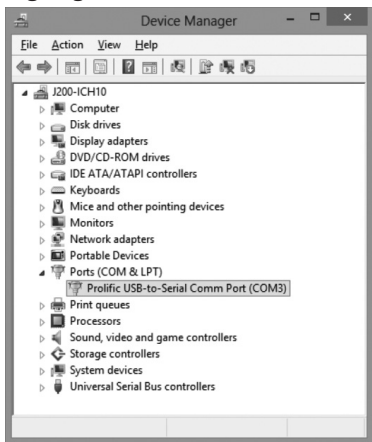 Device Manager
File Action View Help
J200-ICH10
Computer
Disk drives
Display adapters
DVD/CD-ROM drives
IDE ATA/ATAPI controllers
Keyboards
Mice and other pointing devices
Monitors
Network adapters
Portable Devices
Ports (COM & LPT)
Prolific USB-to-Serial Comm Port (COM3)
Print queues
Processors
Sound, video and game controllers
Storage controllers
System devices
Universal Serial Bus controllers